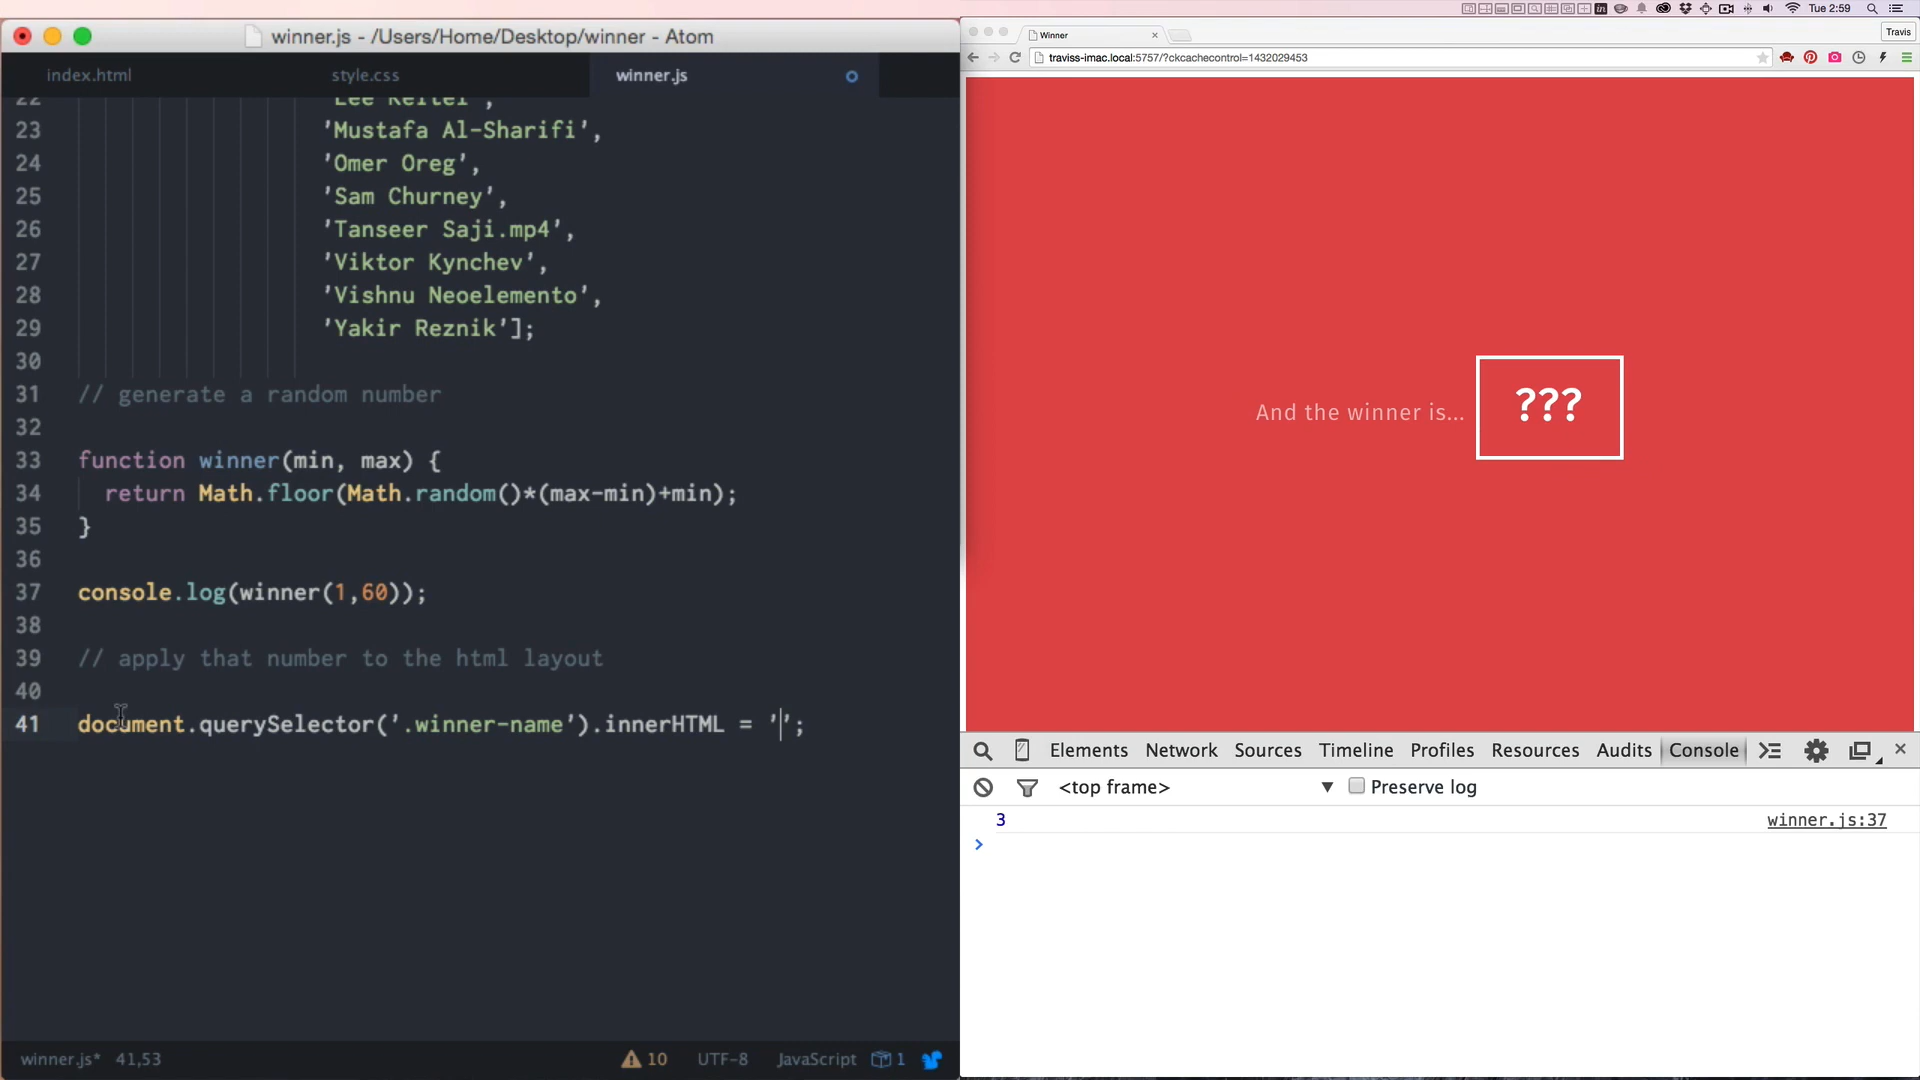 winner.js - /Users/Home/Desktop/winner - Atom
index.html style.css winner.js
22 'Lee Keitel',
23 'Mustafa Al-Sharifi',
24 'Omer Oreg',
25 'Sam Churney',
26 'Tanseer Saji.mp4',
27 'Viktor Kynchev',
28 'Vishnu Neoelemento',
29 'Yakir Reznik'];
30
31 // generate a random number
32
33 function winner(min, max) {
34 return Math.floor(Math.random()*(max-min)+min);
35 }
36
37 console.log(winner(1,60));
38
39 // apply that number to the html layout
40
41 document.querySelector('.winner-name').innerHTML = '';
winner.js* 41,53 10 UTF-8 JavaScript 1
Tue 2:59
Winner Travis
traviss-imac.local:5757/?ckcachecontrol=1432029453
And the winner is... ???
Elements Network Sources Timeline Profiles Resources Audits Console
<top frame> Preserve log
3 winner.js:37